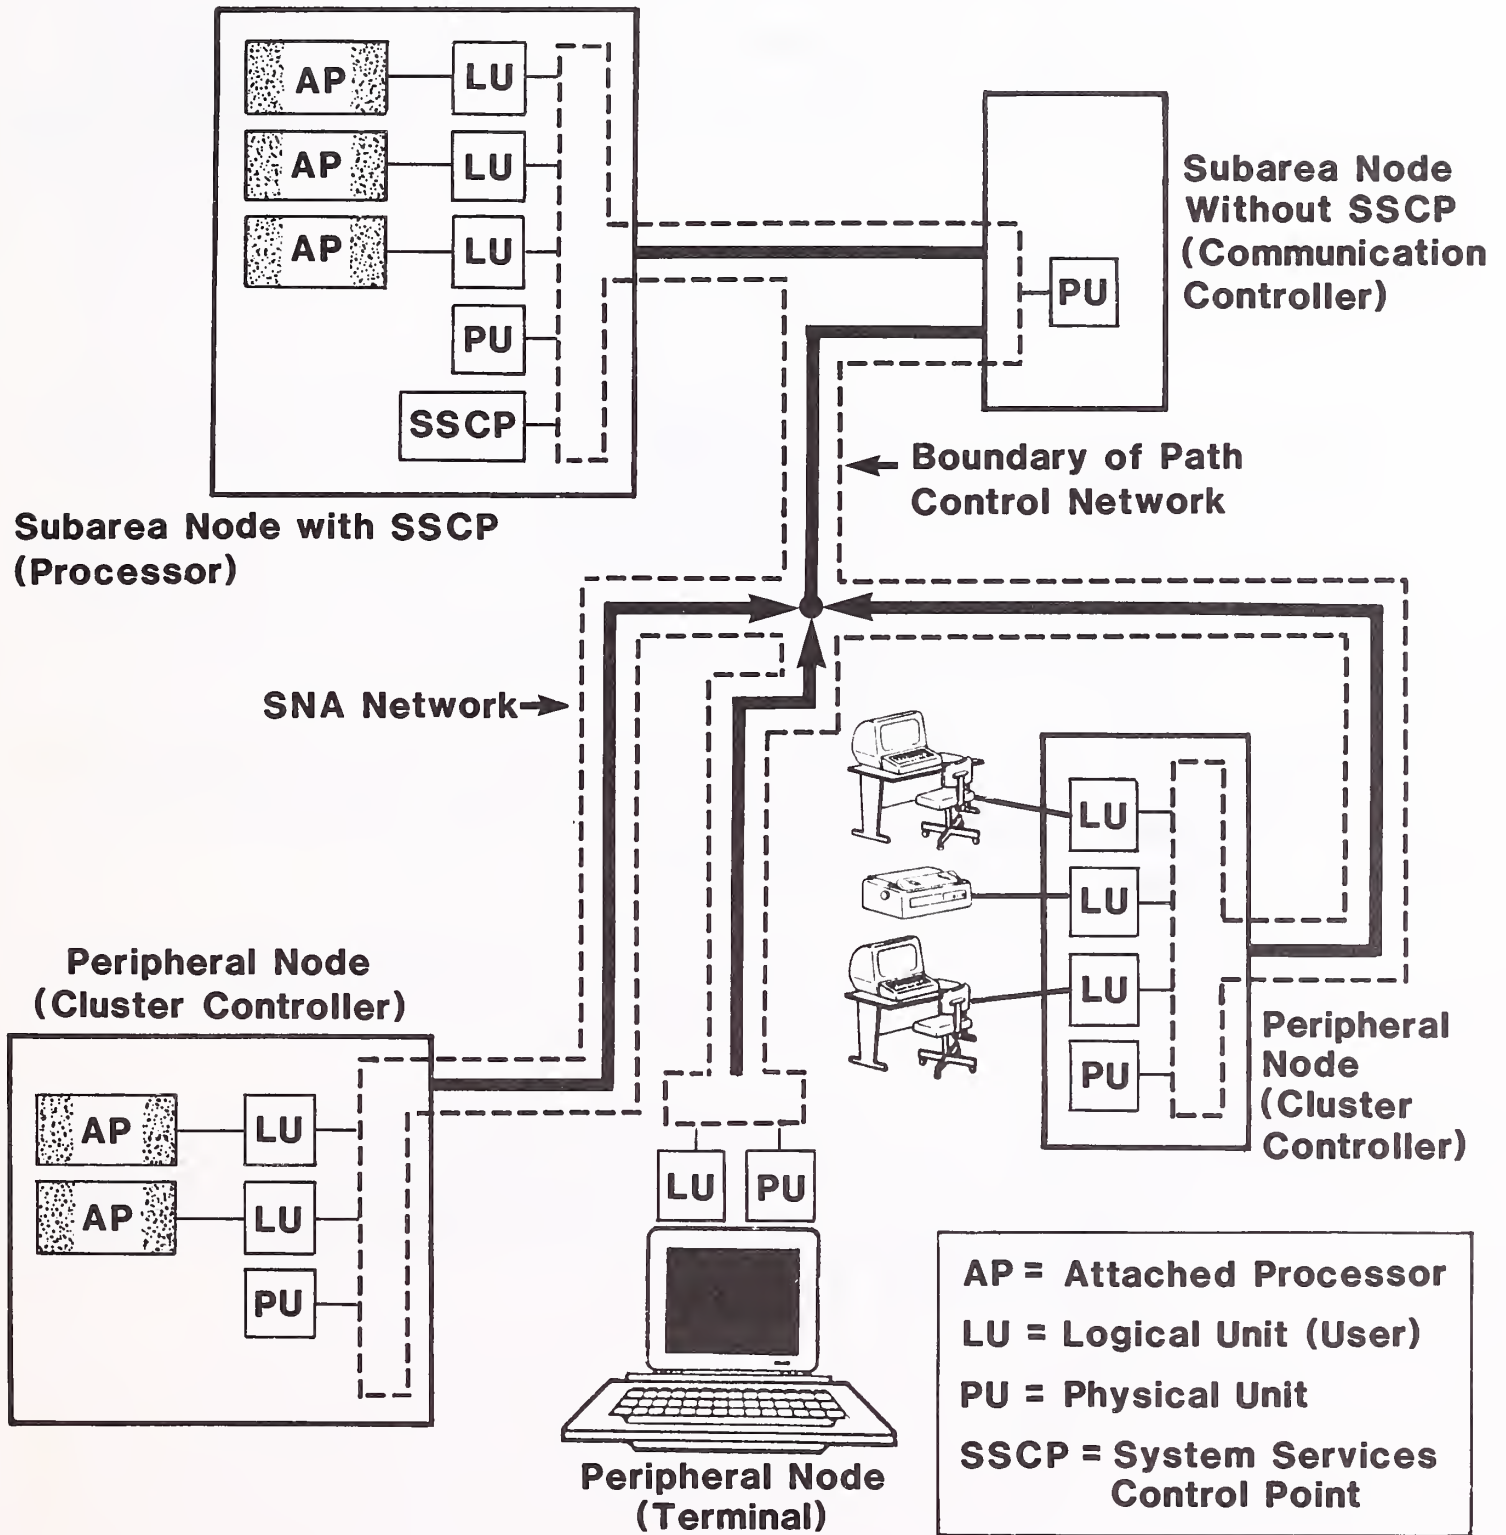 AP
LU
AP
LU
AP
LU
PU
SSCP
Subarea Node with SSCP
(Processor)
PU
Subarea Node
Without SSCP
(Communication
Controller)
Boundary of Path
Control Network
SNA Network
Peripheral Node
(Cluster Controller)
AP
LU
AP
LU
PU
LU
PU
Peripheral Node
(Terminal)
LU
LU
LU
PU
Peripheral
Node
(Cluster
Controller)
AP = Attached Processor
LU = Logical Unit (User)
PU = Physical Unit
SSCP = System Services
Control Point